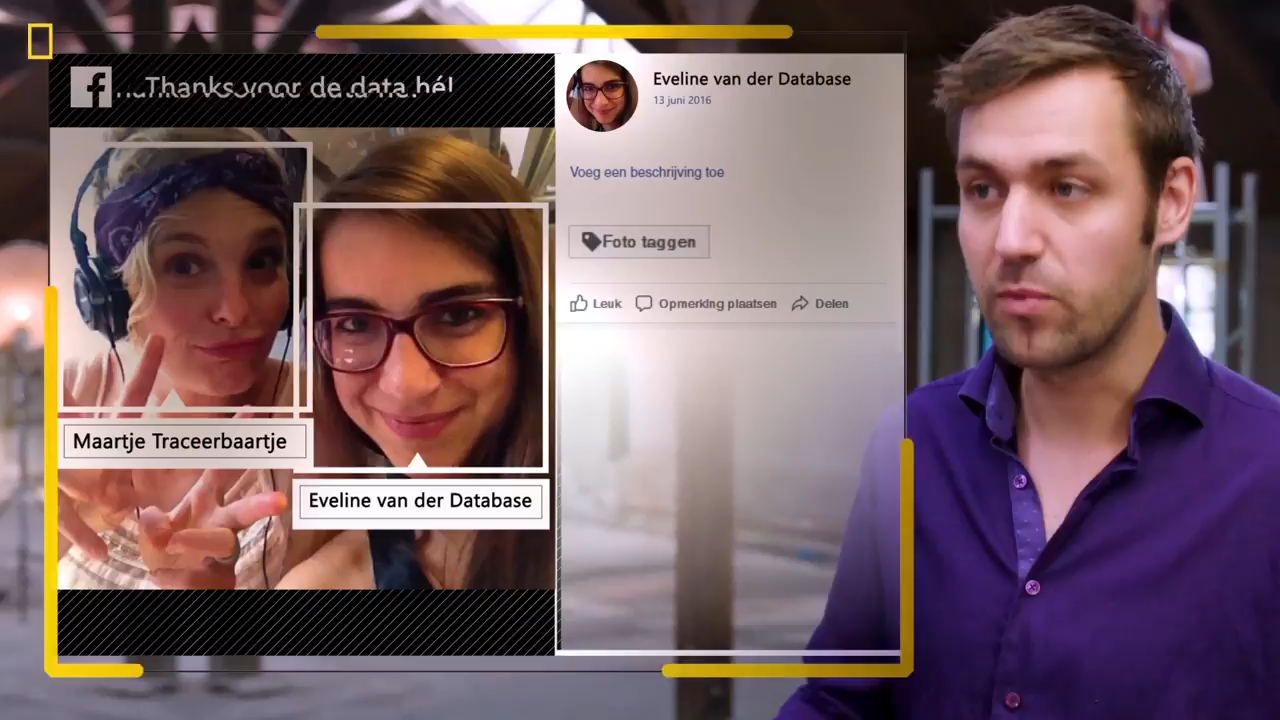 Thanks voor de data hé!
Eveline van der Database
13 juni 2016
Voeg een beschrijving toe
Foto taggen
Leuk Opmerking plaatsen Delen
Maartje Traceerbaartje
Eveline van der Database